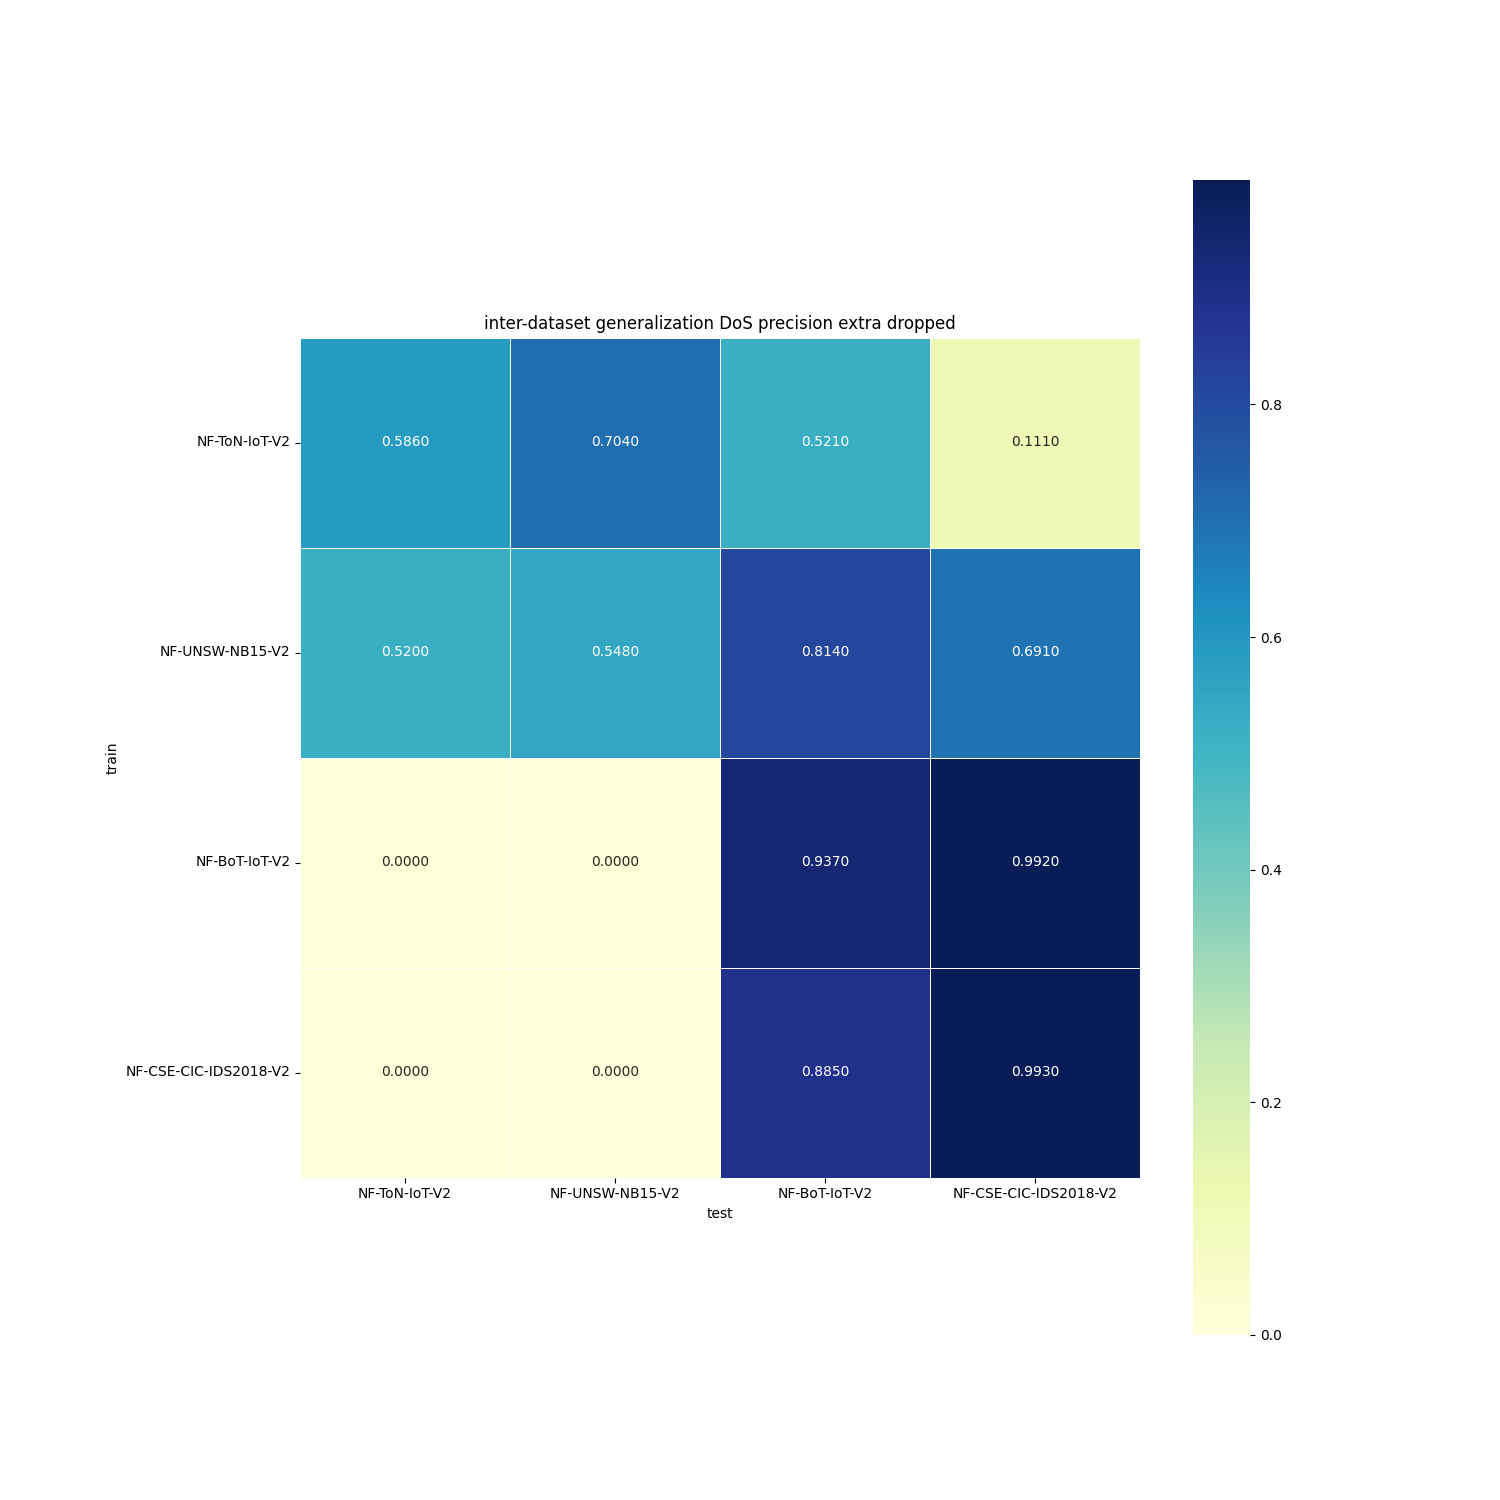 inter-dataset generalization DoS precision extra dropped
NF-ToN-IoT-V2
0.5860 0.7040 0.5210 0.1110
NF-UNSW-NB15-V2
0.5200 0.5480 0.8140 0.6910
train
NF-BoT-IoT-V2
0.0000 0.0000 0.9370 0.9920
NF-CSE-CIC-IDS2018-V2
0.0000 0.0000 0.8850 0.9930
NF-ToN-IoT-V2 NF-UNSW-NB15-V2 NF-BoT-IoT-V2 NF-CSE-CIC-IDS2018-V2
test
0.8
0.6
0.4
0.2
0.0